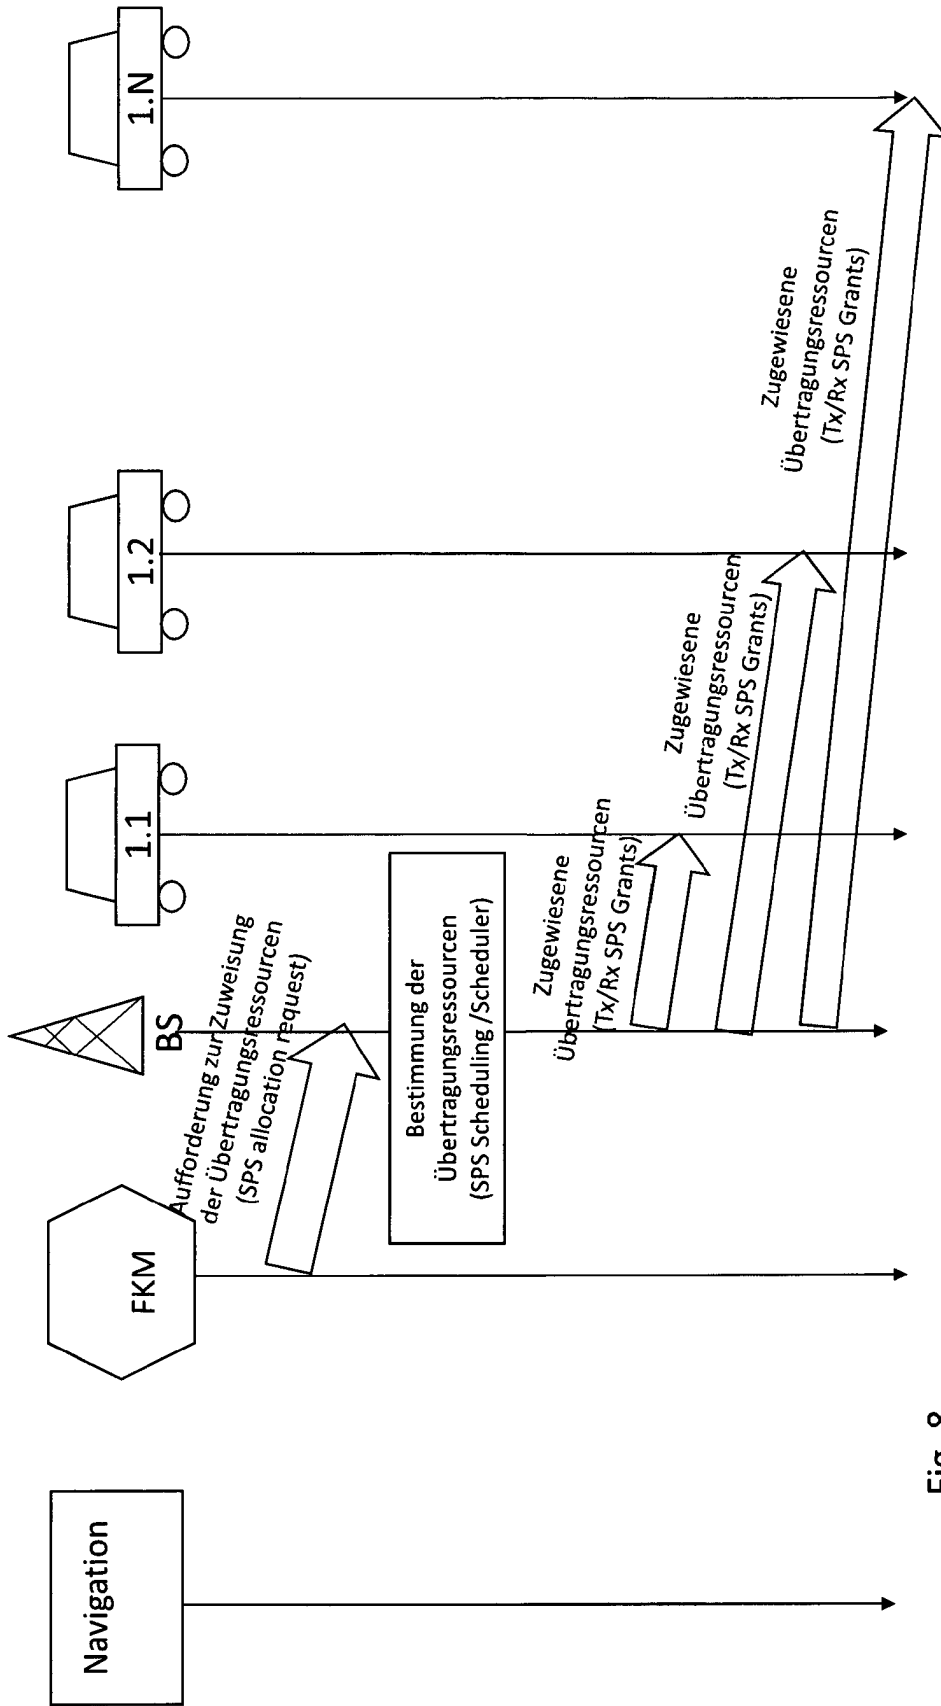 Navigation
FKM
BS
1.1
1.2
1.N
Aufforderung zur Zuweisung
der Übertragungsressourcen
(SPS allocation request)
Bestimmung der
Übertragungsressourcen
(SPS Scheduling /Scheduler)
Zugewiesene
Übertragungsressourcen
(Tx/Rx SPS Grants)
Zugewiesene
Übertragungsressourcen
(Tx/Rx SPS Grants)
Zugewiesene
Übertragungsressourcen
(Tx/Rx SPS Grants)
Fig. 8